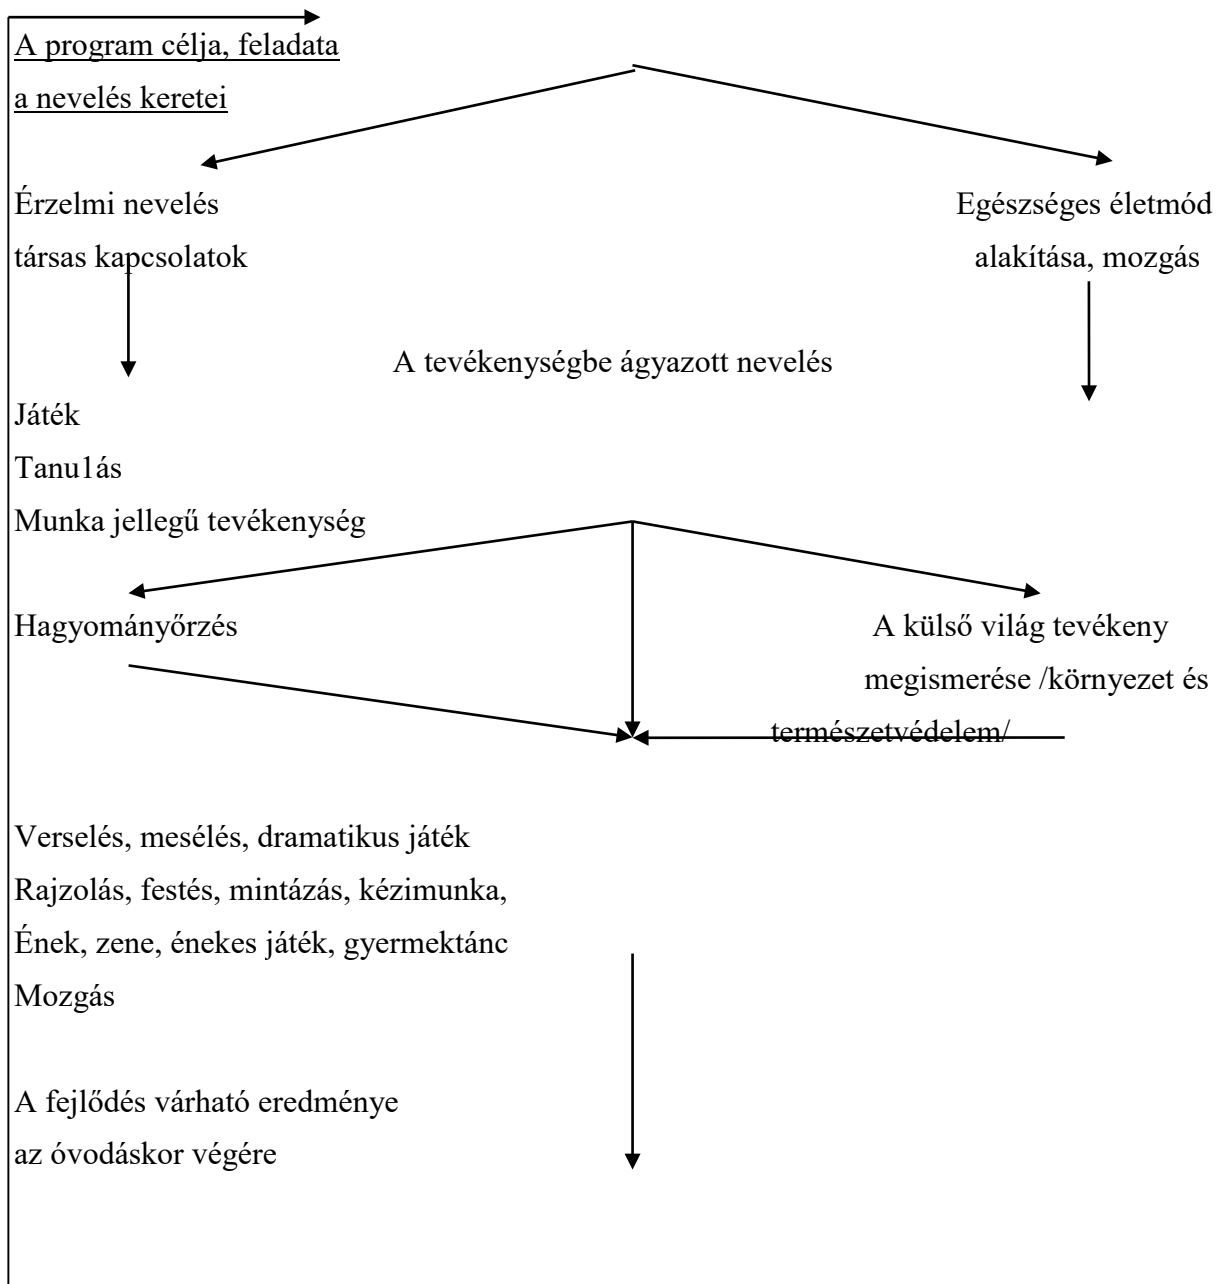 A program célja, feladata
a nevelés keretei
Érzelmi nevelés
társas kapcsolatok
Egészséges életmód
alakítása, mozgás
A tevékenységbe ágyazott nevelés
Játék
Tanu1ás
Munka jellegű tevékenység
Hagyományőrzés
A külső világ tevékeny
megismerése /környezet és
természetvédelem/
Verselés, mesélés, dramatikus játék
Rajzolás, festés, mintázás, kézimunka,
Ének, zene, énekes játék, gyermektánc
Mozgás
A fejlődés várható eredménye
az óvodáskor végére